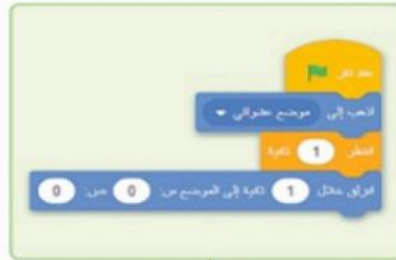 عند نقر
اذهب إلى موضع عشوائي
انتظر 1 ثانية
انزلق خلال 1 ثانية إلى الموضع س: 0 ص: 0